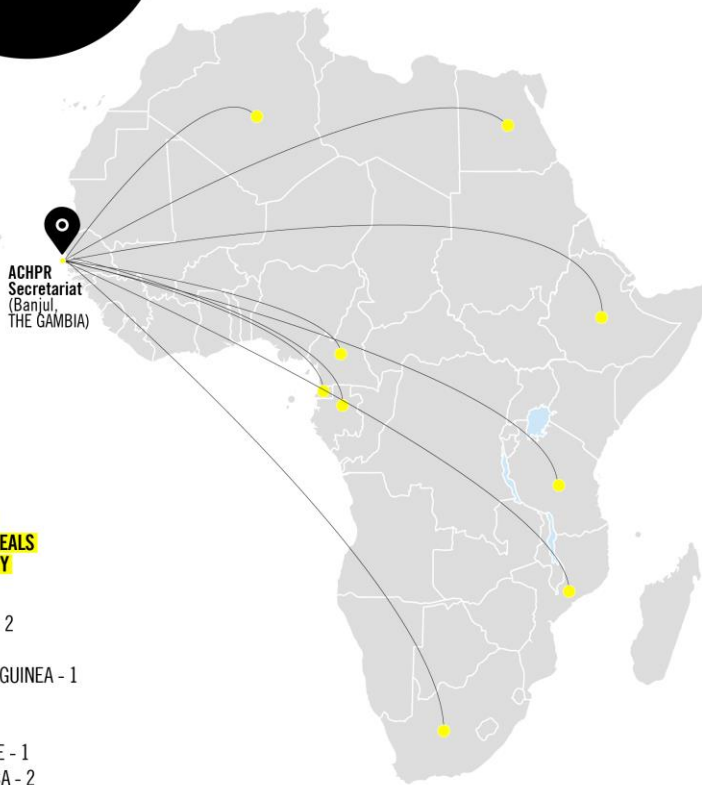 ACHPR
Secretariat
(Banjul,
THE GAMBIA)
EALS
Y
2
GUINEA - 1
E - 1
A - 2